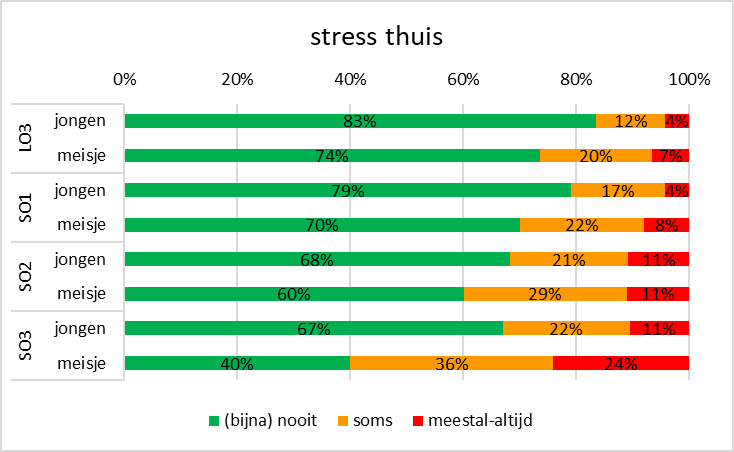 stress thuis
0% 20% 40% 60% 80% 100%
LO3
jongen 83% 12% 4%
meisje 74% 20% 7%
SO1
jongen 79% 17% 4%
meisje 70% 22% 8%
SO2
jongen 68% 21% 11%
meisje 60% 29% 11%
SO3
jongen 67% 22% 11%
meisje 40% 36% 24%
(bijna) nooit soms meestal-altijd